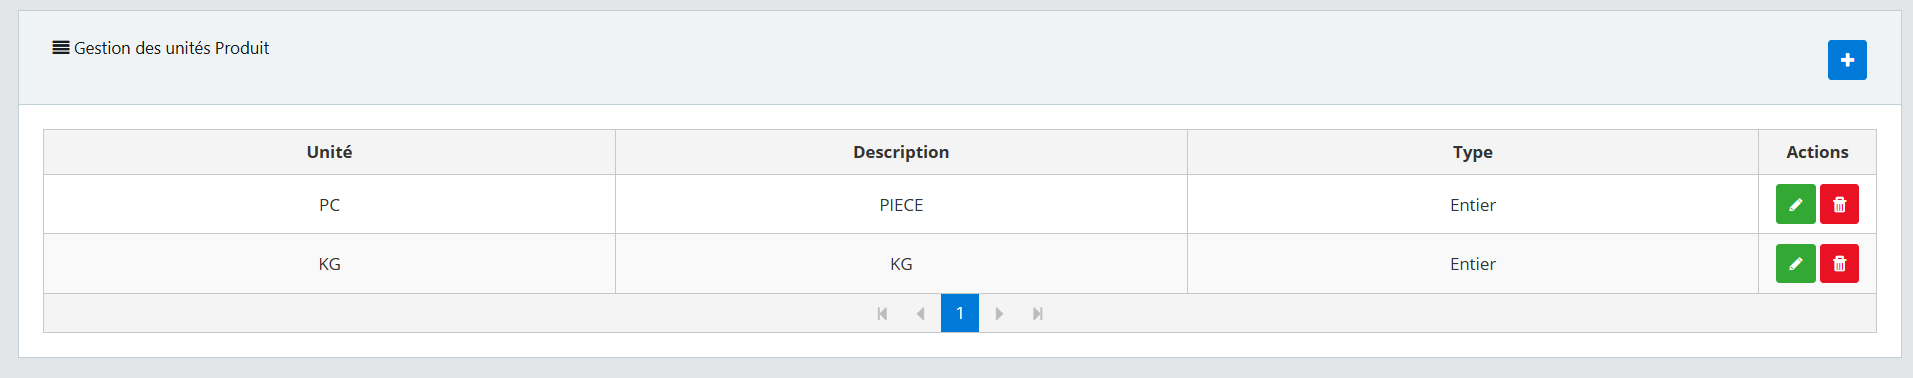 Gestion des unités Produit
Unité Description Type Actions
PC PIECE Entier
KG KG Entier
1